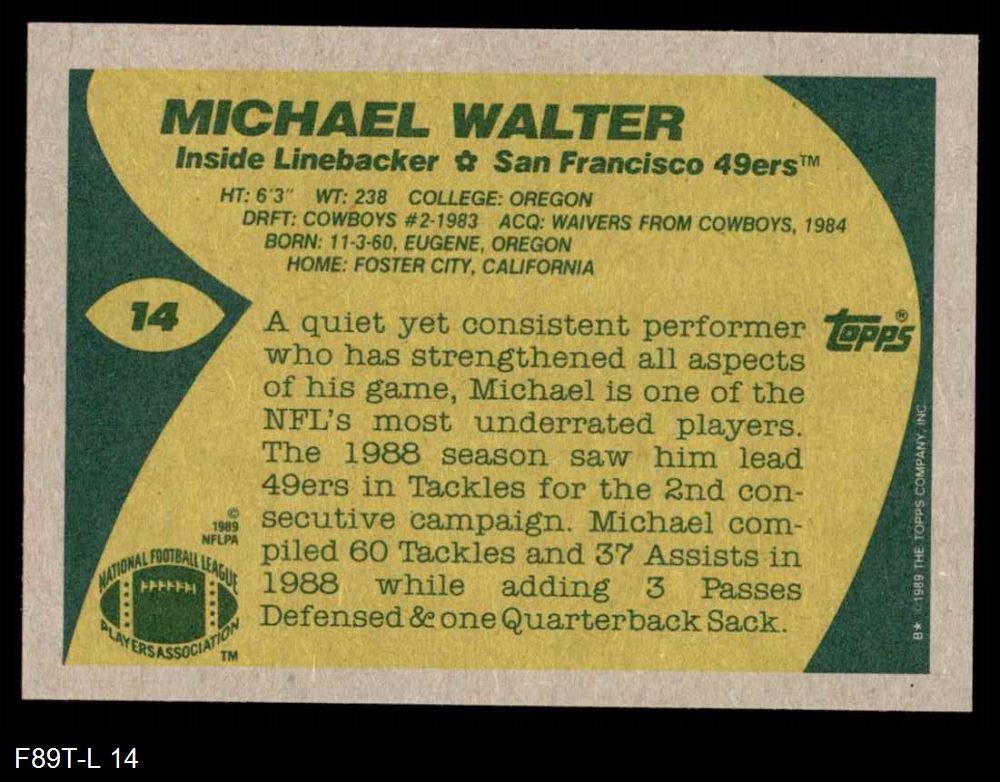 MICHAEL WALTER
Inside Linebacker ✿ San Francisco 49ers™
HT: 6'3" WT: 238 COLLEGE: OREGON
DRFT: COWBOYS #2-1983 ACQ: WAIVERS FROM COWBOYS, 1984
BORN: 11-3-60, EUGENE, OREGON
HOME: FOSTER CITY, CALIFORNIA
14
TOPPS®
A quiet yet consistent performer
who has strengthened all aspects
of his game, Michael is one of the
NFL'S most underrated players.
The 1988 season saw him lead
49ers in Tackles for the 2nd con-
secutive campaign. Michael com-
piled 60 Tackles and 37 Assists in
1988 while adding 3 Passes
Defensed & one Quarterback Sack.
©
1989
NFLPA
NATIONAL FOOTBALL LEAGUE
PLAYERS ASSOCIATION
TM
B* 1989 THE TOPPS COMPANY, INC
F89T-L 14